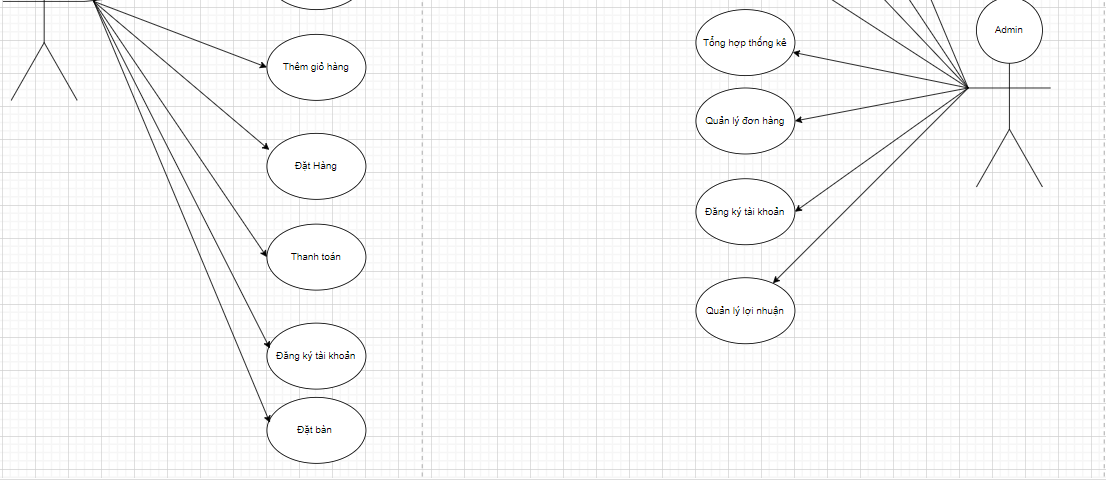 Thêm giỏ hàng
Đặt Hàng
Thanh toán
Đăng ký tài khoản
Đặt bàn
Tổng hợp thống kê
Quản lý đơn hàng
Đăng ký tài khoản
Quản lý lợi nhuận
Admin